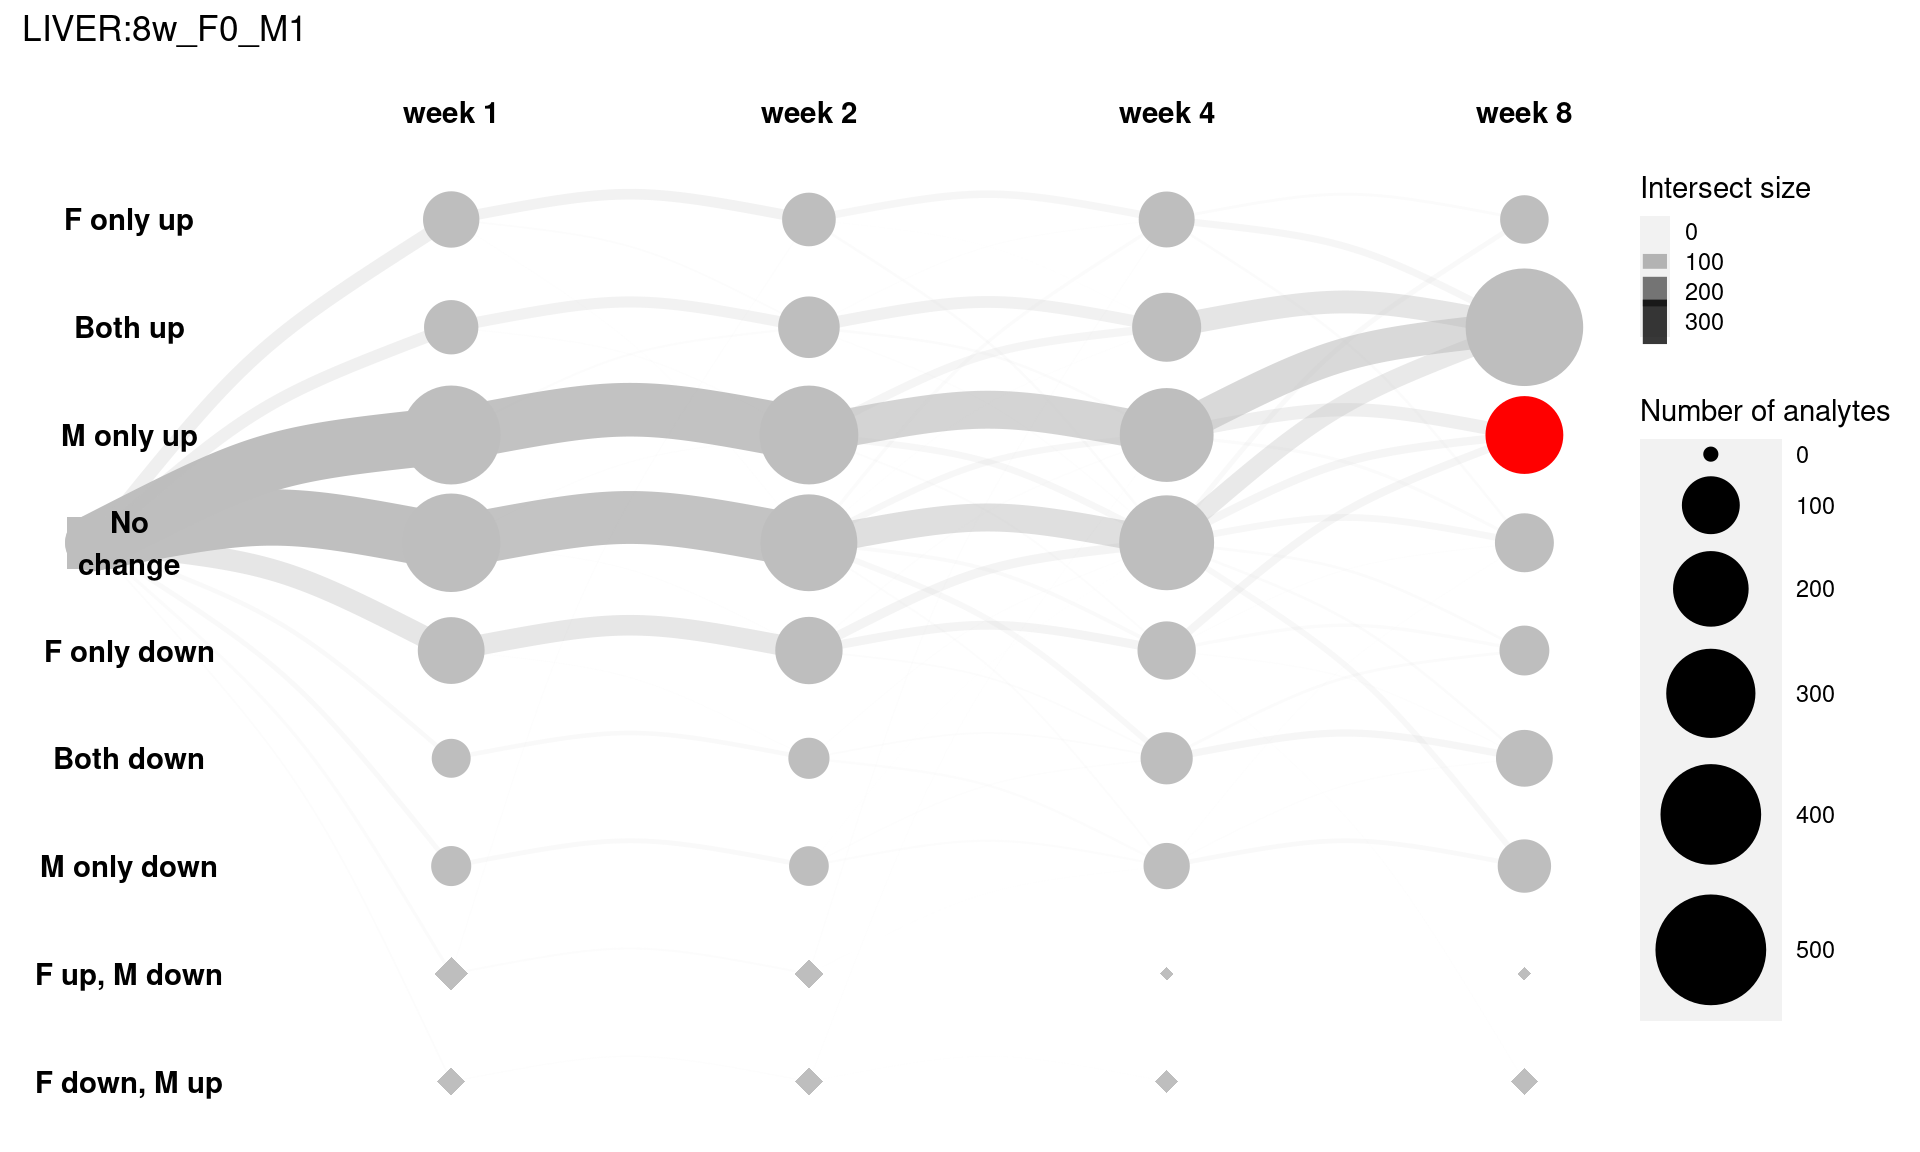 LIVER:8w_F0_M1
week 1 week 2 week 4 week 8
F only up
Both up
M only up
No
change
F only down
Both down
M only down
F up, M down
F down, M up
Intersect size
0
100
200
300
Number of analytes
0
100
200
300
400
500